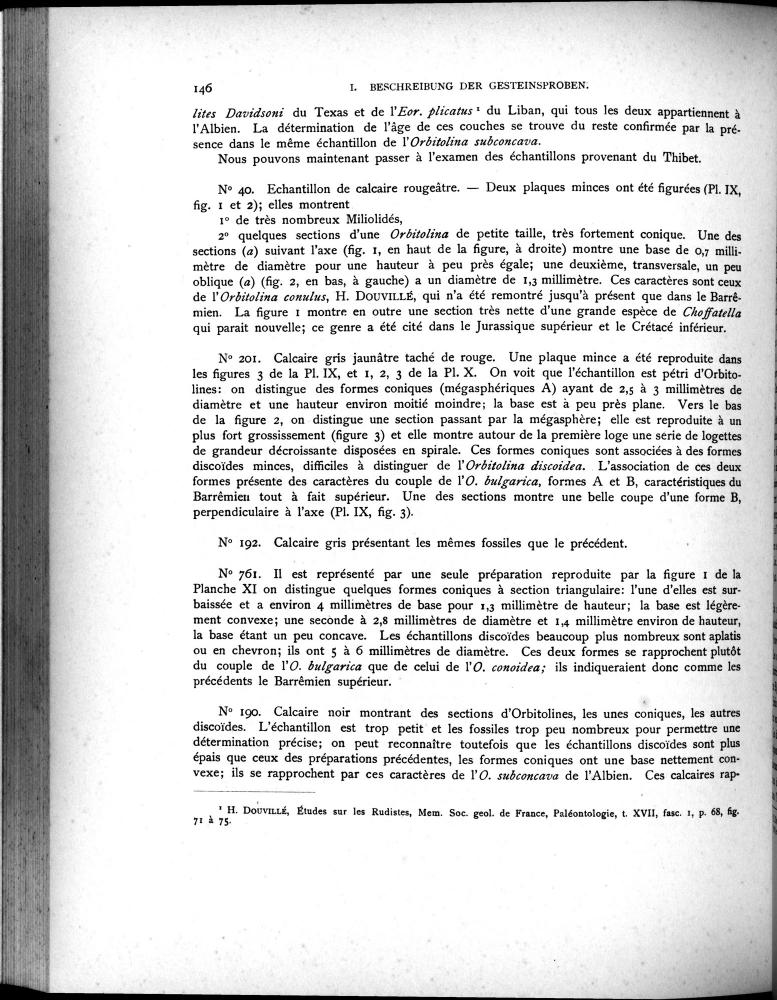 146
I. BESCHREIBUNG DER GESTEINSPROBEN.
lites Davidsoni du Texas et de l'Eor. plicatus ¹ du Liban, qui tous les deux appartiennent à
l'Albien. La détermination de l'âge de ces couches se trouve du reste confirmée par la pré-
sence dans le même échantillon de l'Orbitolina subconcava.
Nous pouvons maintenant passer à l'examen des échantillons provenant du Thibet.
Nº 40. Echantillon de calcaire rougeâtre. — Deux plaques minces ont été figurées (Pl. IX,
fig. 1 et 2); elles montrent
1º de très nombreux Miliolidés,
2º quelques sections d'une Orbitolina de petite taille, très fortement conique. Une des
sections (a) suivant l'axe (fig. 1, en haut de la figure, à droite) montre une base de 0,7 milli-
mètre de diamètre pour une hauteur à peu près égale; une deuxième, transversale, un peu
oblique (a) (fig. 2, en bas, à gauche) a un diamètre de 1,3 millimètre. Ces caractères sont ceux
de l'Orbitolina conulus, H. DOUVILLÉ, qui n'a été remontré jusqu'à présent que dans le Barrê-
mien. La figure 1 montre en outre une section très nette d'une grande espèce de Choffatella
qui parait nouvelle; ce genre a été cité dans le Jurassique supérieur et le Crétacé inférieur.
Nº 201. Calcaire gris jaunâtre taché de rouge. Une plaque mince a été reproduite dans
les figures 3 de la Pl. IX, et 1, 2, 3 de la Pl. X. On voit que l'échantillon est pétri d'Orbito-
lines: on distingue des formes coniques (mégasphériques A) ayant de 2,5 à 3 millimètres de
diamètre et une hauteur environ moitié moindre; la base est à peu près plane. Vers le bas
de la figure 2, on distingue une section passant par la mégasphère; elle est reproduite à un
plus fort grossissement (figure 3) et elle montre autour de la première loge une serie de logettes
de grandeur décroissante disposées en spirale. Ces formes coniques sont associées à des formes
discoïdes minces, difficiles à distinguer de l'Orbitolina discoidea. L'association de ces deux
formes présente des caractères du couple de l'O. bulgarica, formes A et B, caractéristiques du
Barrêmien tout à fait supérieur. Une des sections montre une belle coupe d'une forme B,
perpendiculaire à l'axe (Pl. IX, fig. 3).
Nº 192. Calcaire gris présentant les mêmes fossiles que le précédent.
Nº 761. Il est représenté par une seule préparation reproduite par la figure 1 de la
Planche XI on distingue quelques formes coniques à section triangulaire: l'une d'elles est sur-
baissée et a environ 4 millimètres de base pour 1,3 millimètre de hauteur; la base est légère-
ment convexe; une seconde à 2,8 millimètres de diamètre et 1,4 millimètre environ de hauteur,
la base étant un peu concave. Les échantillons discoïdes beaucoup plus nombreux sont aplatis
ou en chevron; ils ont 5 à 6 millimètres de diamètre. Ces deux formes se rapprochent plutôt
du couple de l'O. bulgarica que de celui de l'O. conoidea; ils indiqueraient donc comme les
précédents le Barrêmien supérieur.
Nº 190. Calcaire noir montrant des sections d'Orbitolines, les unes coniques, les autres
discoïdes. L'échantillon est trop petit et les fossiles trop peu nombreux pour permettre une
détermination précise; on peut reconnaître toutefois que les échantillons discoïdes sont plus
épais que ceux des préparations précédentes, les formes coniques ont une base nettement con-
vexe; ils se rapprochent par ces caractères de l'O. subconcava de l'Albien. Ces calcaires rap-
¹ H. DOUVILLÉ, Études sur les Rudistes, Mem. Soc. geol. de France, Paléontologie, t. XVII, fasc. 1, p. 68, fig.
71 à 75.